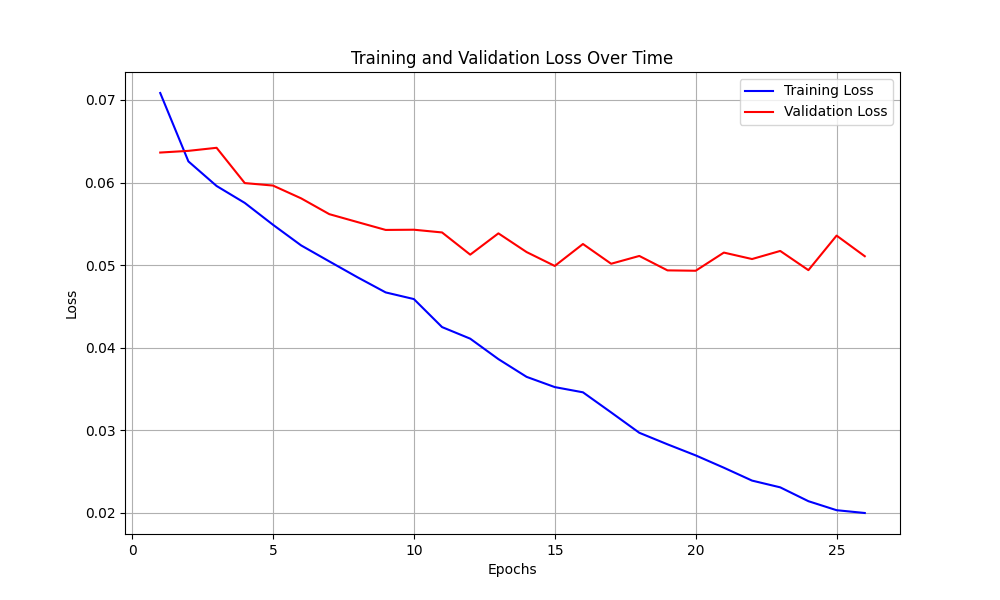 Training and Validation Loss Over Time
Training Loss
Validation Loss
0.07
0.06
0.05
0.04
0.03
0.02
Loss
0
5
10
15
20
25
Epochs